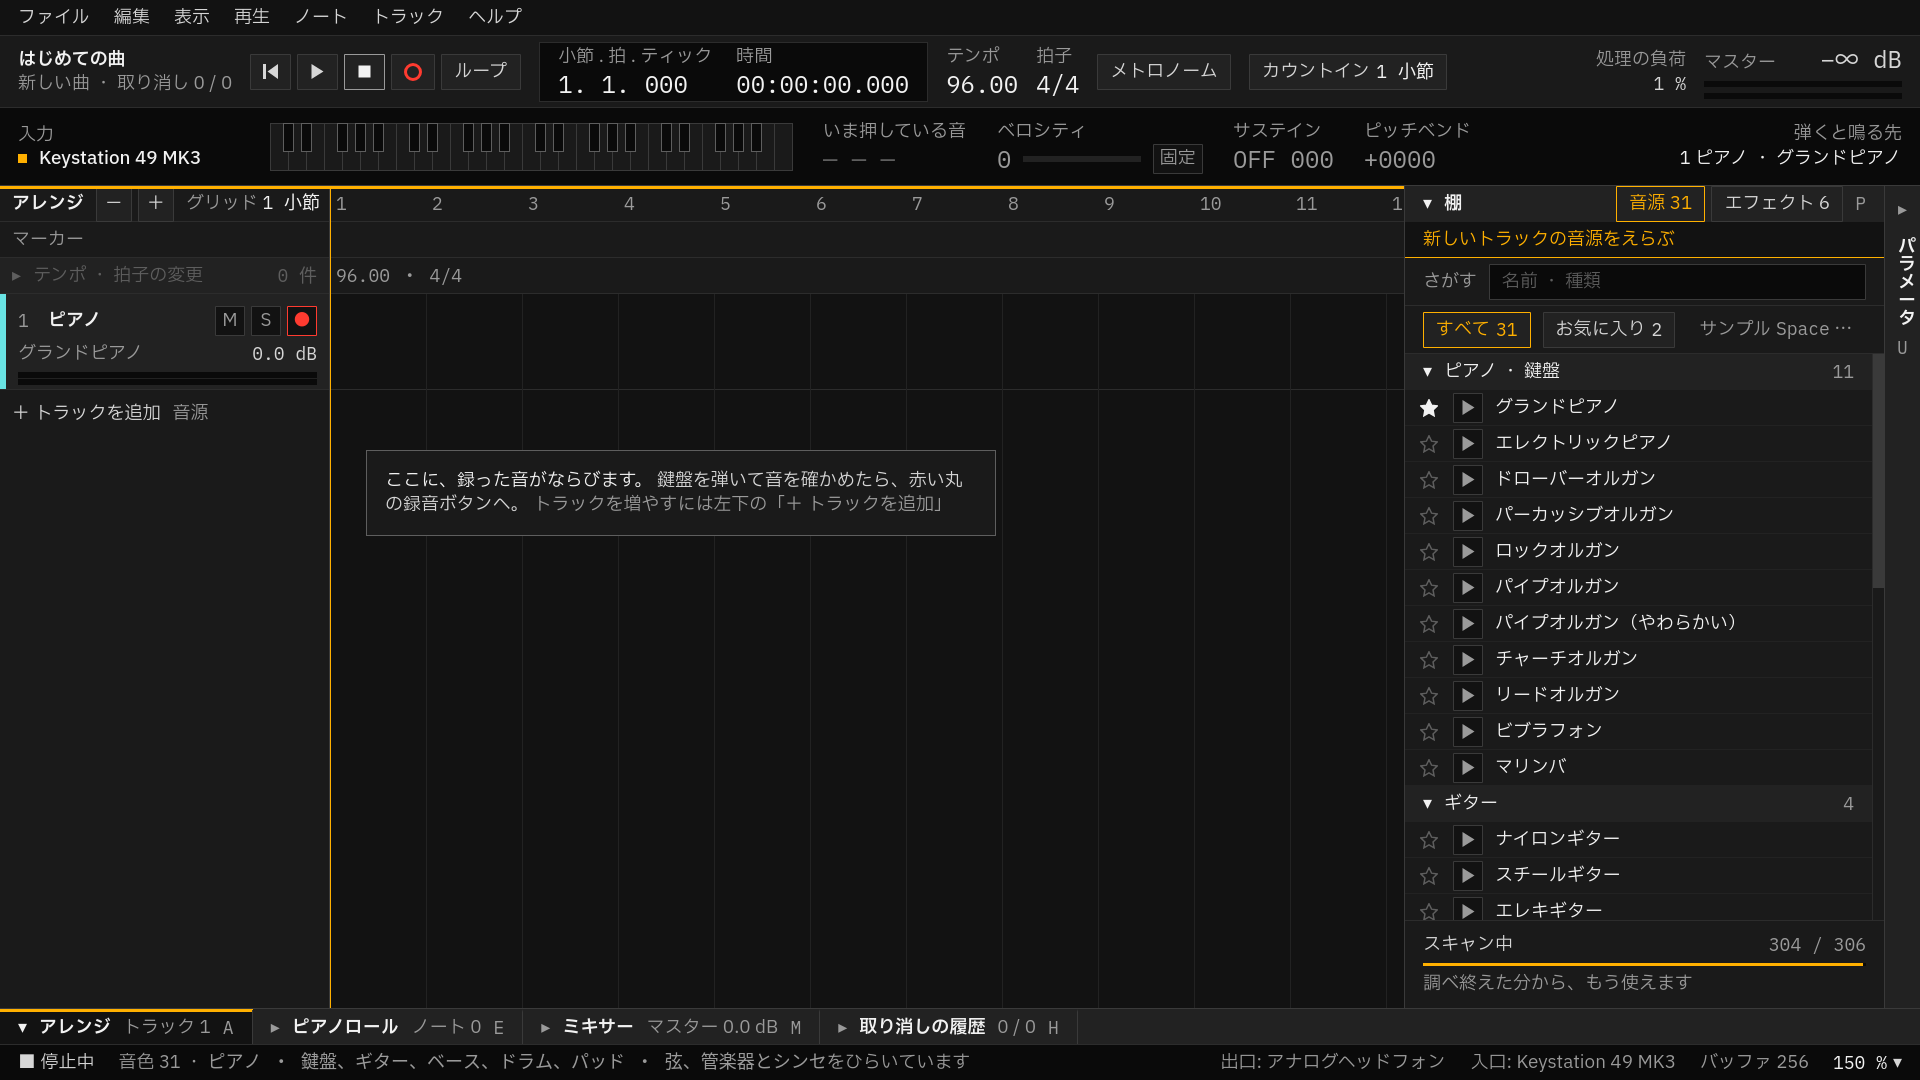 ファイル 編集 表示 再生 ノート トラック ヘルプ
はじめての曲
新しい曲 ・ 取り消し 0 / 0
ループ
小節 . 拍 . ティック 時間
1. 1. 000 00:00:00.000
テンポ 拍子
96.00 4/4
メトロノーム
カウントイン 1 小節
処理の負荷
1 %
マスター −∞ dB
入力
Keystation 49 MK3
いま押している音
— — —
ベロシティ
0 固定
サステイン
OFF 000
ピッチベンド
+0000
弾くと鳴る先
1 ピアノ ・ グランドピアノ
アレンジ − + グリッド 1 小節
1 2 3 4 5 6 7 8 9 10 11 1
マーカー
▸ テンポ ・ 拍子の変更 0 件
96.00 ・ 4/4
1 ピアノ M S
グランドピアノ 0.0 dB
+ トラックを追加 音源
ここに、録った音がならびます。 鍵盤を弾いて音を確かめたら、赤い丸
の録音ボタンへ。 トラックを増やすには左下の「+ トラックを追加」
▾ 棚 音源 31 エフェクト 6 P
新しいトラックの音源をえらぶ
さがす 名前 ・ 種類
すべて 31 お気に入り 2 サンプル Space ⋯
▾ ピアノ ・ 鍵盤 11
グランドピアノ
エレクトリックピアノ
ドローバーオルガン
パーカッシブオルガン
ロックオルガン
パイプオルガン
パイプオルガン（やわらかい）
チャーチオルガン
リードオルガン
ビブラフォン
マリンバ
▾ ギター 4
ナイロンギター
スチールギター
エレキギター
スキャン中 304 / 306
調べ終えた分から、もう使えます
▸ パラメータ U
▾ アレンジ トラック 1 A
▸ ピアノロール ノート 0 E
▸ ミキサー マスター 0.0 dB M
▸ 取り消しの履歴 0 / 0 H
■ 停止中 音色 31 ・ ピアノ ・ 鍵盤、ギター、ベース、ドラム、パッド ・ 弦、管楽器とシンセをひらいています
出口: アナログヘッドフォン 入口: Keystation 49 MK3 バッファ 256 150 % ▾